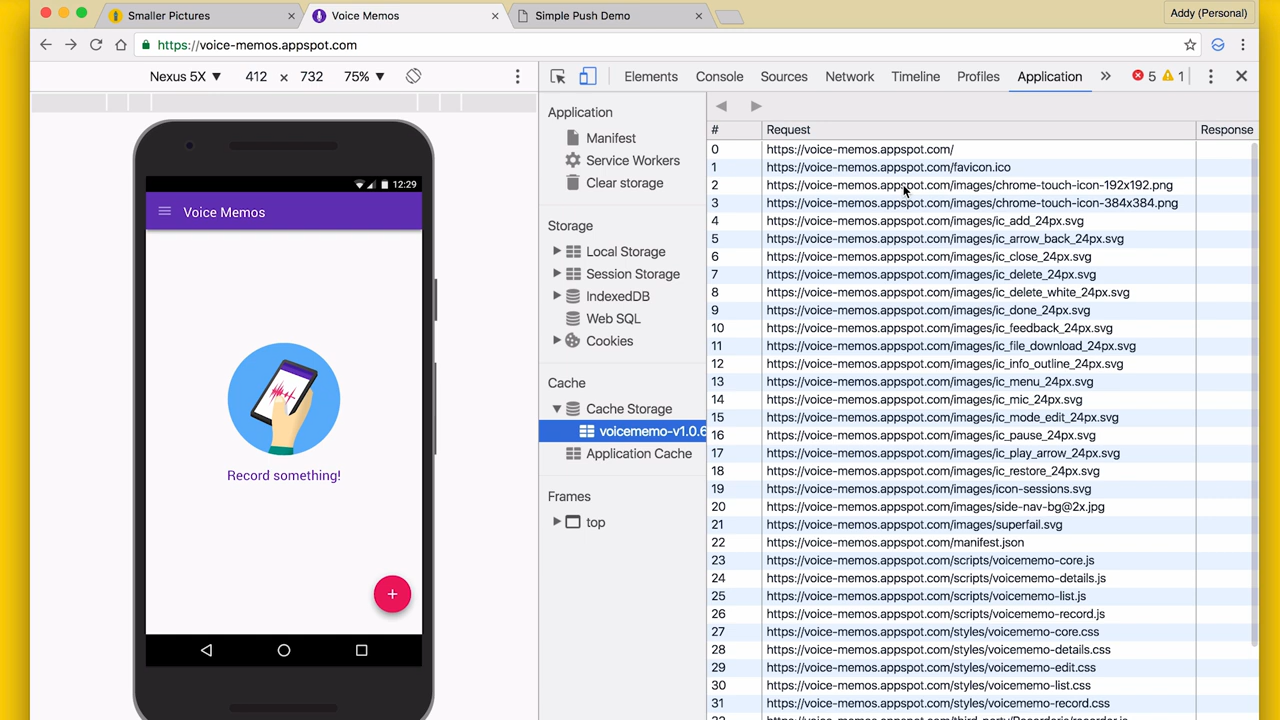 Smaller Pictures
Voice Memos
Simple Push Demo
Addy (Personal)
https://voice-memos.appspot.com
Nexus 5X ▼ 412 × 732 75% ▼
Elements Console Sources Network Timeline Profiles Application » 5 1
12:29
Voice Memos
Record something!
+
Application
Manifest
Service Workers
Clear storage
Storage
Local Storage
Session Storage
IndexedDB
Web SQL
Cookies
Cache
Cache Storage
voicememo-v1.0.6
Application Cache
Frames
top
# Request Response
0 https://voice-memos.appspot.com/
1 https://voice-memos.appspot.com/favicon.ico
2 https://voice-memos.appspot.com/images/chrome-touch-icon-192x192.png
3 https://voice-memos.appspot.com/images/chrome-touch-icon-384x384.png
4 https://voice-memos.appspot.com/images/ic_add_24px.svg
5 https://voice-memos.appspot.com/images/ic_arrow_back_24px.svg
6 https://voice-memos.appspot.com/images/ic_close_24px.svg
7 https://voice-memos.appspot.com/images/ic_delete_24px.svg
8 https://voice-memos.appspot.com/images/ic_delete_white_24px.svg
9 https://voice-memos.appspot.com/images/ic_done_24px.svg
10 https://voice-memos.appspot.com/images/ic_feedback_24px.svg
11 https://voice-memos.appspot.com/images/ic_file_download_24px.svg
12 https://voice-memos.appspot.com/images/ic_info_outline_24px.svg
13 https://voice-memos.appspot.com/images/ic_menu_24px.svg
14 https://voice-memos.appspot.com/images/ic_mic_24px.svg
15 https://voice-memos.appspot.com/images/ic_mode_edit_24px.svg
16 https://voice-memos.appspot.com/images/ic_pause_24px.svg
17 https://voice-memos.appspot.com/images/ic_play_arrow_24px.svg
18 https://voice-memos.appspot.com/images/ic_restore_24px.svg
19 https://voice-memos.appspot.com/images/icon-sessions.svg
20 https://voice-memos.appspot.com/images/side-nav-bg@2x.jpg
21 https://voice-memos.appspot.com/images/superfail.svg
22 https://voice-memos.appspot.com/manifest.json
23 https://voice-memos.appspot.com/scripts/voicememo-core.js
24 https://voice-memos.appspot.com/scripts/voicememo-details.js
25 https://voice-memos.appspot.com/scripts/voicememo-list.js
26 https://voice-memos.appspot.com/scripts/voicememo-record.js
27 https://voice-memos.appspot.com/styles/voicememo-core.css
28 https://voice-memos.appspot.com/styles/voicememo-details.css
29 https://voice-memos.appspot.com/styles/voicememo-edit.css
30 https://voice-memos.appspot.com/styles/voicememo-list.css
31 https://voice-memos.appspot.com/styles/voicememo-record.css